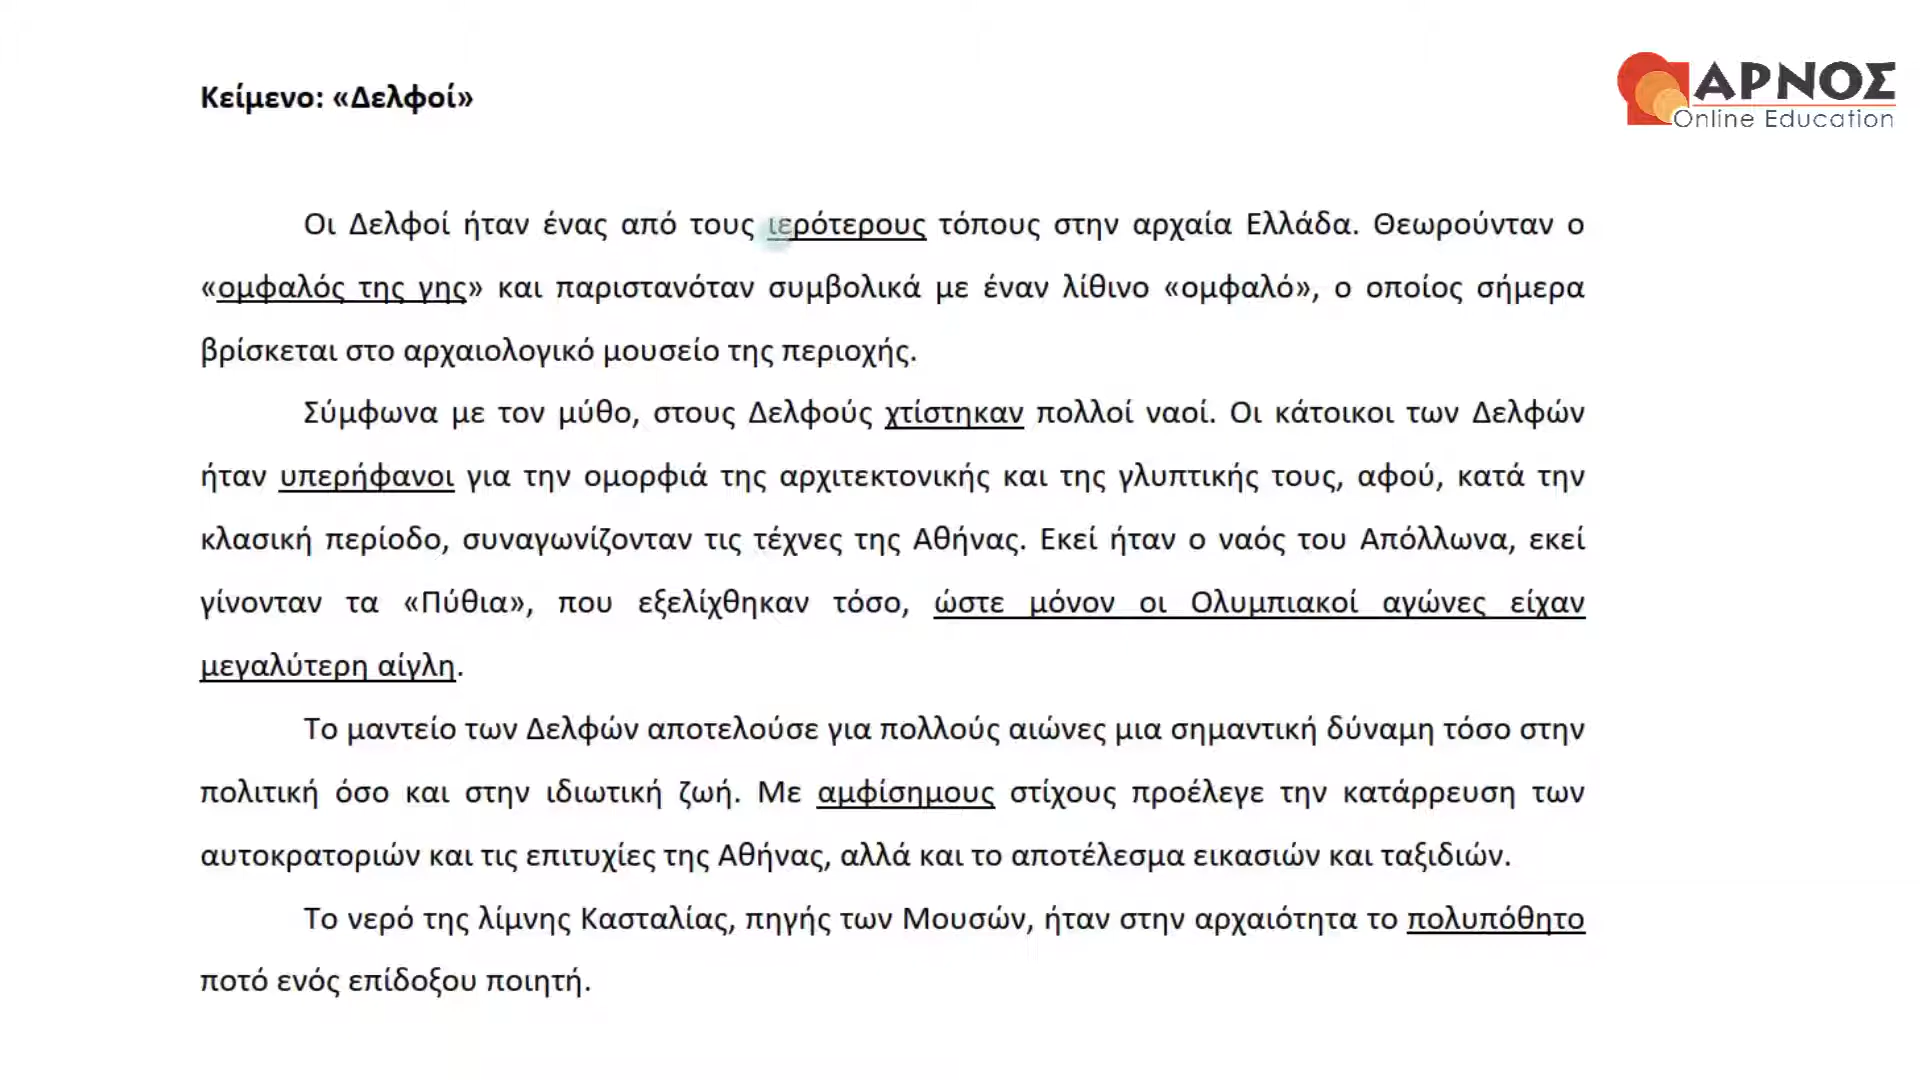 Κείμενο: «Δελφοί»
ΑΡΝΟΣ
Online Education
Οι Δελφοί ήταν ένας από τους ιερότερους τόπους στην αρχαία Ελλάδα. Θεωρούνταν ο
«ομφαλός της γης» και παριστανόταν συμβολικά με έναν λίθινο «ομφαλό», ο οποίος σήμερα
βρίσκεται στο αρχαιολογικό μουσείο της περιοχής.
Σύμφωνα με τον μύθο, στους Δελφούς χτίστηκαν πολλοί ναοί. Οι κάτοικοι των Δελφών
ήταν υπερήφανοι για την ομορφιά της αρχιτεκτονικής και της γλυπτικής τους, αφού, κατά την
κλασική περίοδο, συναγωνίζονταν τις τέχνες της Αθήνας. Εκεί ήταν ο ναός του Απόλλωνα, εκεί
γίνονταν τα «Πύθια», που εξελίχθηκαν τόσο, ώστε μόνον οι Ολυμπιακοί αγώνες είχαν
μεγαλύτερη αίγλη.
Το μαντείο των Δελφών αποτελούσε για πολλούς αιώνες μια σημαντική δύναμη τόσο στην
πολιτική όσο και στην ιδιωτική ζωή. Με αμφίσημους στίχους προέλεγε την κατάρρευση των
αυτοκρατοριών και τις επιτυχίες της Αθήνας, αλλά και το αποτέλεσμα εικασιών και ταξιδιών.
Το νερό της λίμνης Κασταλίας, πηγής των Μουσών, ήταν στην αρχαιότητα το πολυπόθητο
ποτό ενός επίδοξου ποιητή.